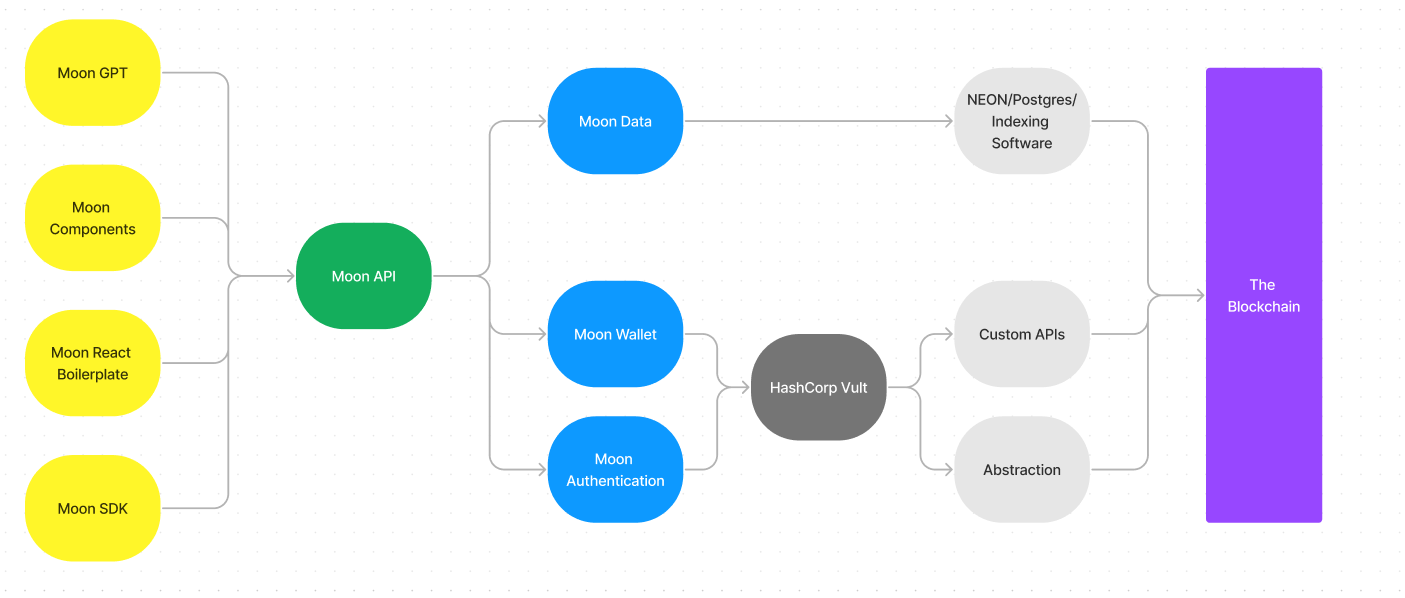 Moon GPT
Moon
Components
Moon React
Boilerplate
Moon SDK
Moon API
Moon Data
Moon Wallet
Moon
Authentication
HashCorp Vult
NEON/Postgres/
Indexing
Software
Custom APIs
Abstraction
The
Blockchain